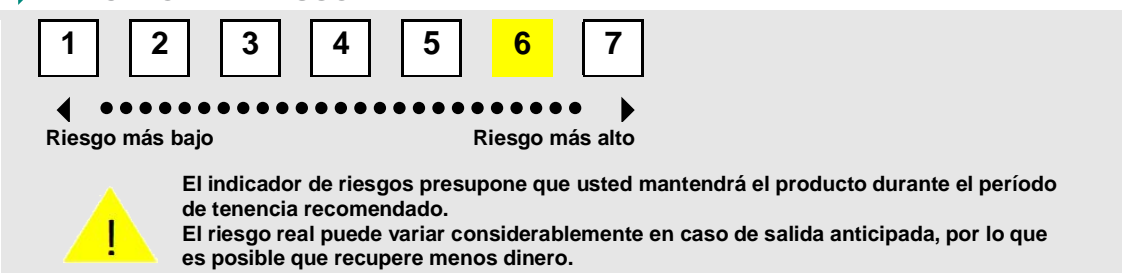 1 2 3 4 5 6 7
Riesgo más bajo Riesgo más alto
El indicador de riesgos presupone que usted mantendrá el producto durante el período
de tenencia recomendado.
! El riesgo real puede variar considerablemente en caso de salida anticipada, por lo que
es posible que recupere menos dinero.